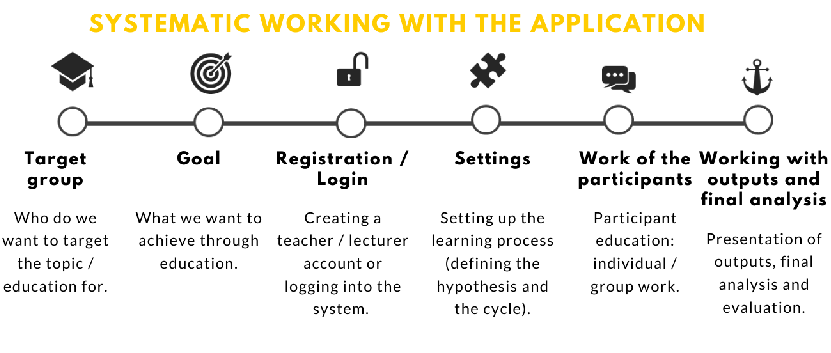 SYSTEMATIC WORKING WITH THE APPLICATION
Target
group
Who do we
want to target
the topic /
education for.
Goal
What we want to
achieve through
education.
Registration /
Login
Creating a
teacher / lecturer
account or
logging into the
system.
Settings
Setting up the
learning process
(defining the
hypothesis and
the cycle).
Work of the
participants
Participant
education:
individual /
group work.
Working with
outputs and
final analysis
Presentation of
outputs, final
analysis and
evaluation.